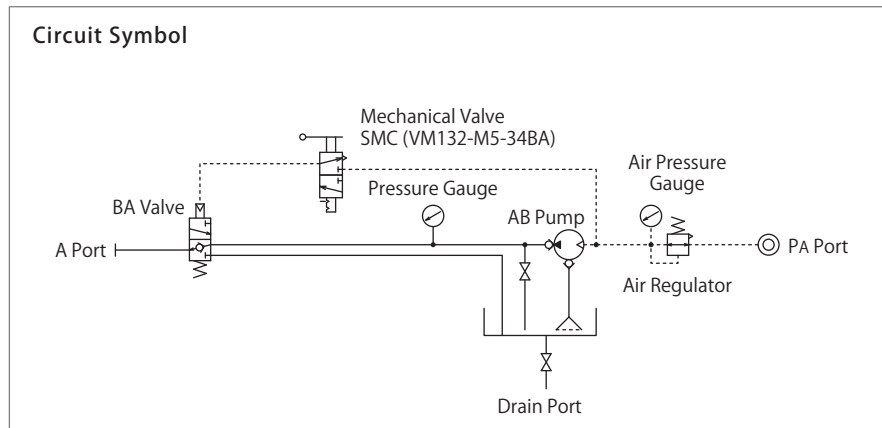 Circuit Symbol
Mechanical Valve
SMC (VM132-M5-34BA)
Air Pressure
Gauge
Pressure Gauge
BA Valve
AB Pump
A Port
PA Port
Air Regulator
Drain Port